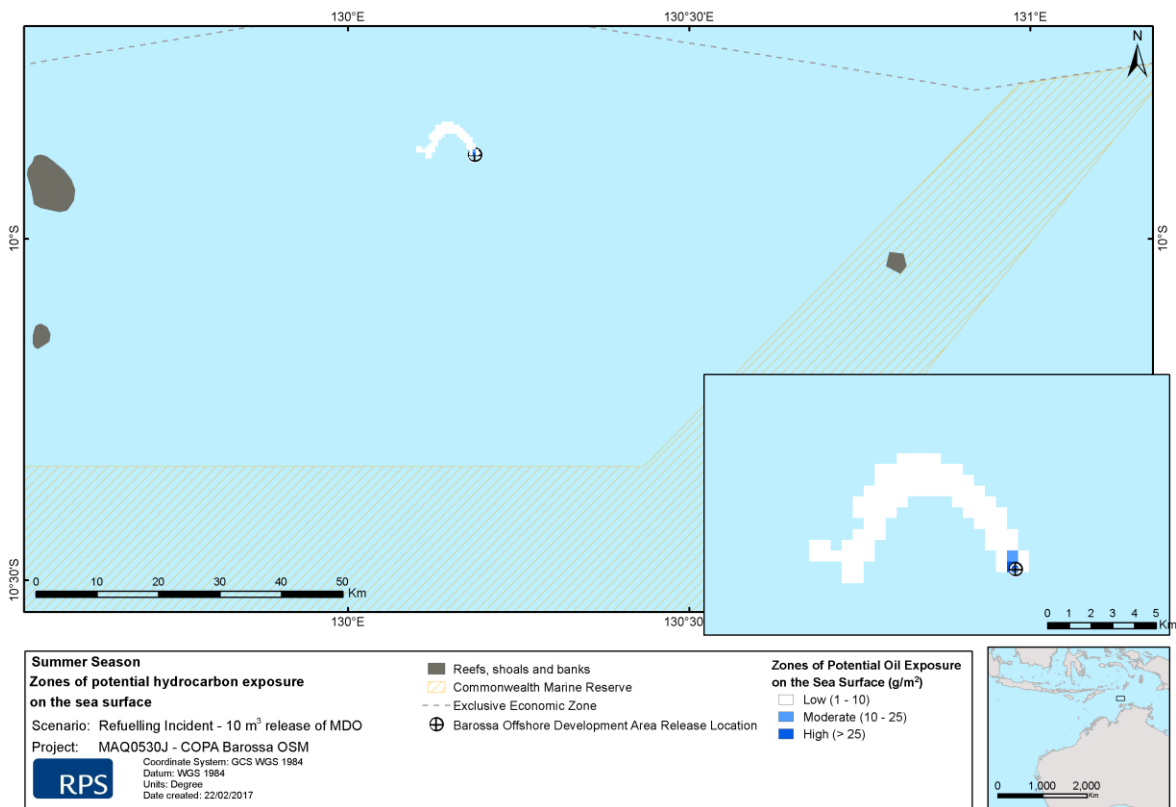 130°E
130°30'E
131°E
N
10°S
10°S
10°30'S
0 10 20 30 40 50
Km
130°E
130°30
0 1 2 3 4 5
Km
Summer Season
Zones of potential hydrocarbon exposure
on the sea surface
Scenario: Refuelling Incident - 10 m³ release of MDO
Project: MAQ0530J - COPA Barossa OSM
RPS
Coordinate System: GCS WGS 1984
Datum: WGS 1984
Units: Degree
Date created: 22/02/2017
Reefs, shoals and banks
Commonwealth Marine Reserve
Exclusive Economic Zone
Barossa Offshore Development Area Release Location
Zones of Potential Oil Exposure
on the Sea Surface (g/m²)
Low (1 - 10)
Moderate (10 - 25)
High (> 25)
0 1,000 2,000
Km